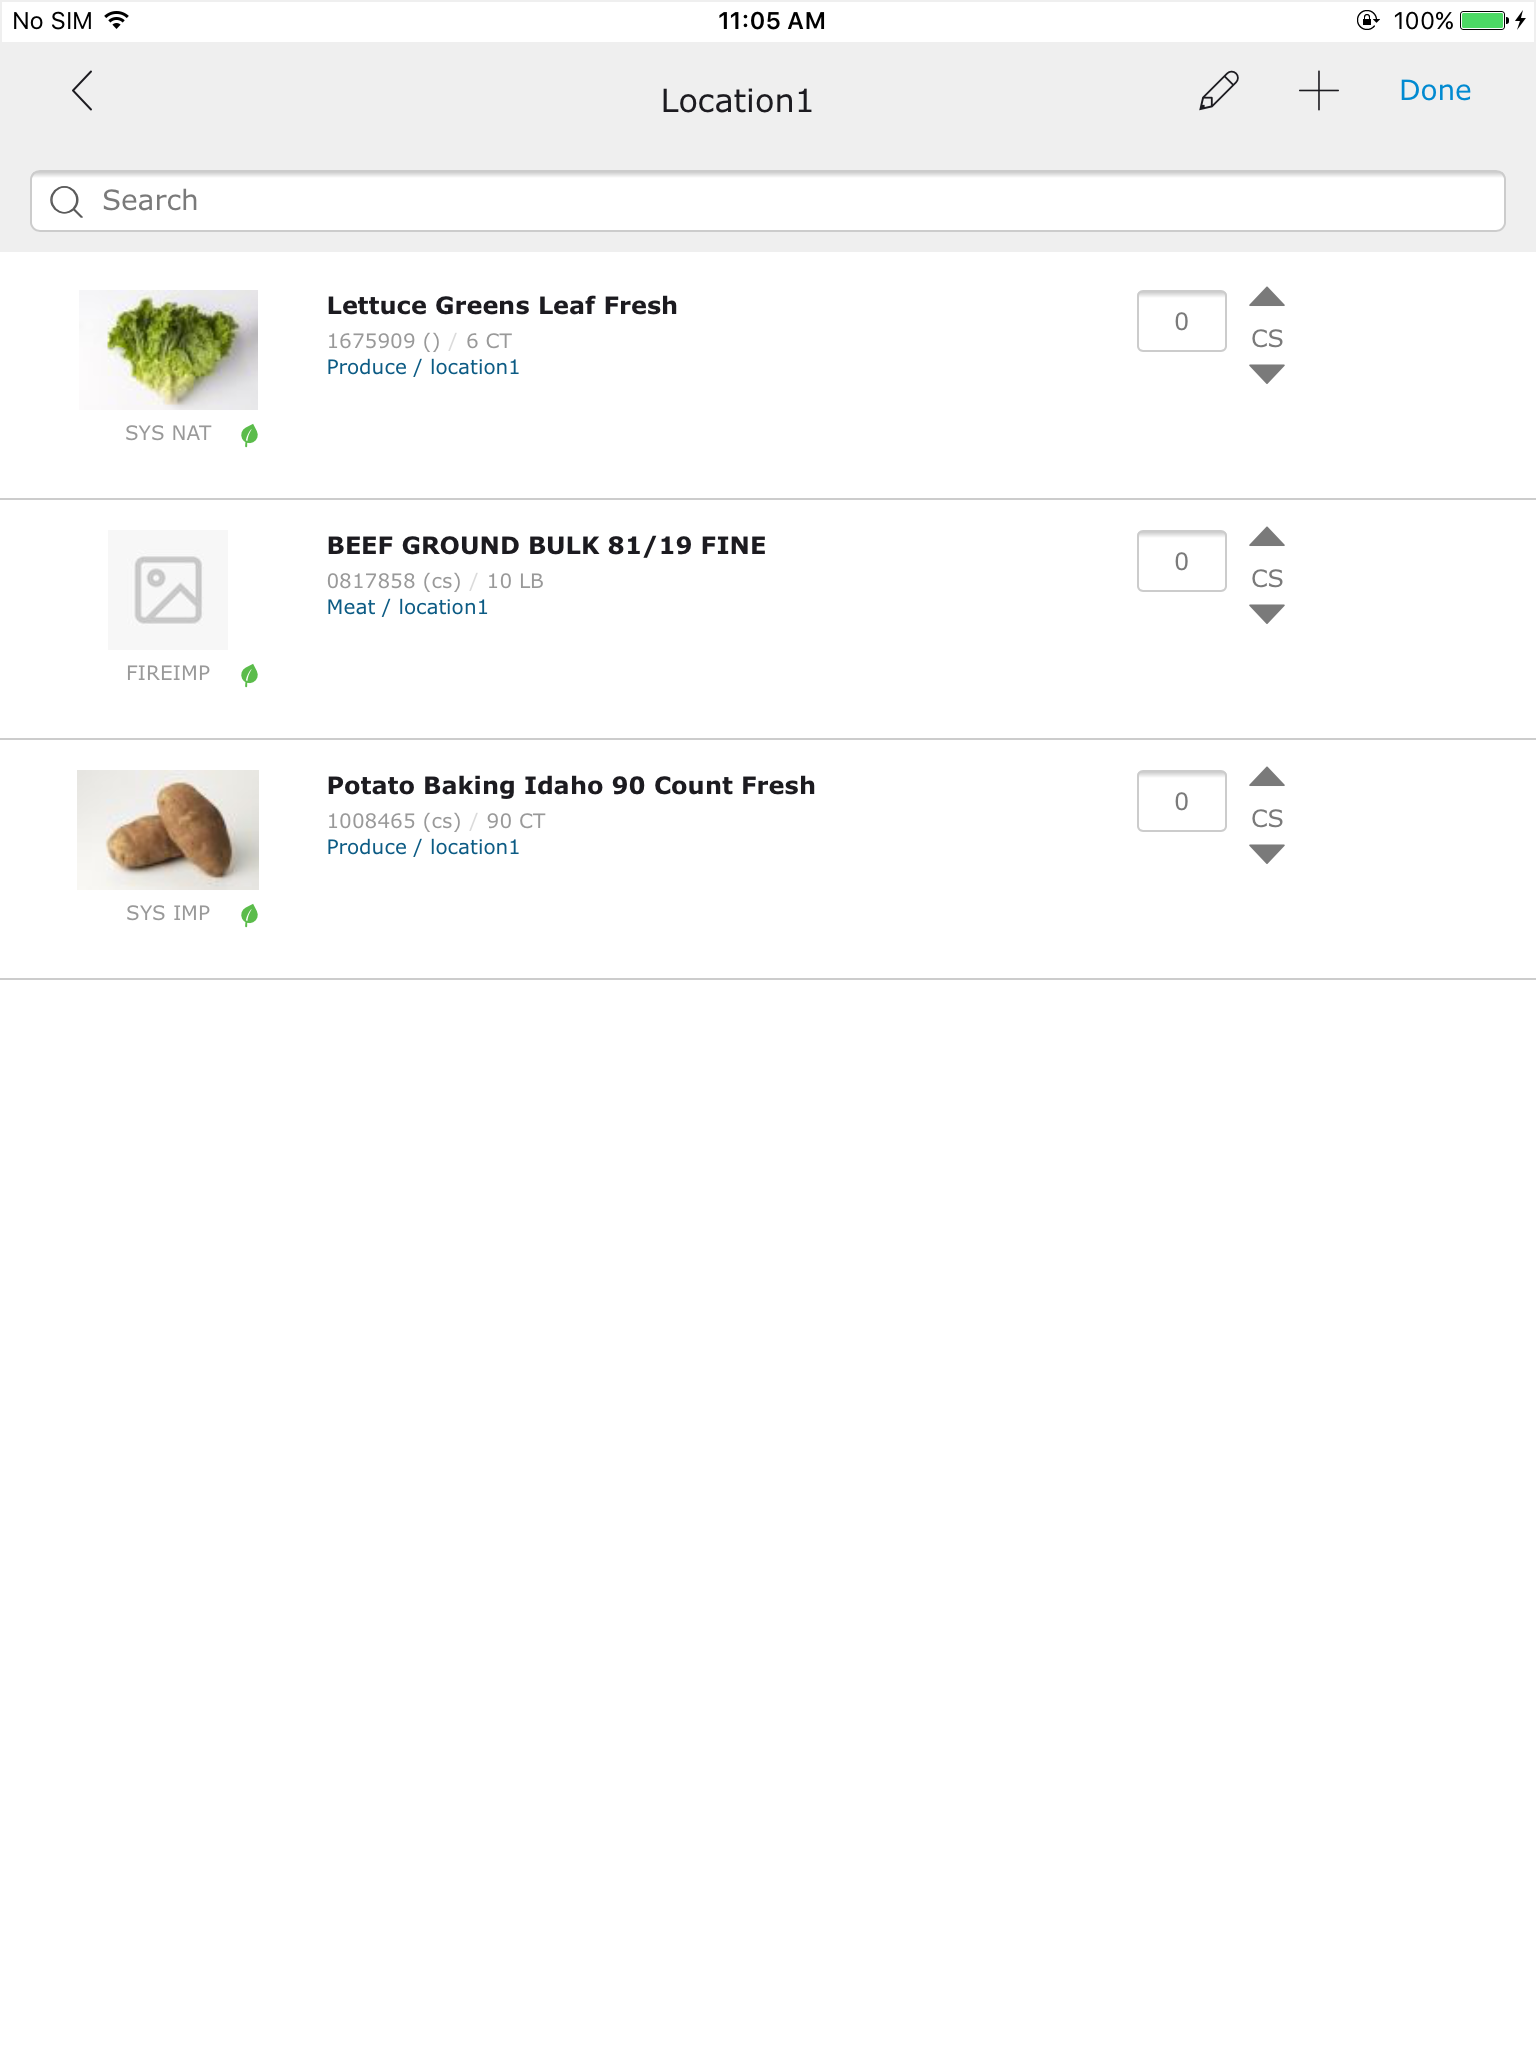 No SIM 11:05 AM 100%
Location1 Done
Search
Lettuce Greens Leaf Fresh
1675909 () / 6 CT
Produce / location1
0
CS
SYS NAT
BEEF GROUND BULK 81/19 FINE
0817858 (cs) / 10 LB
Meat / location1
0
CS
FIREIMP
Potato Baking Idaho 90 Count Fresh
1008465 (cs) / 90 CT
Produce / location1
0
CS
SYS IMP